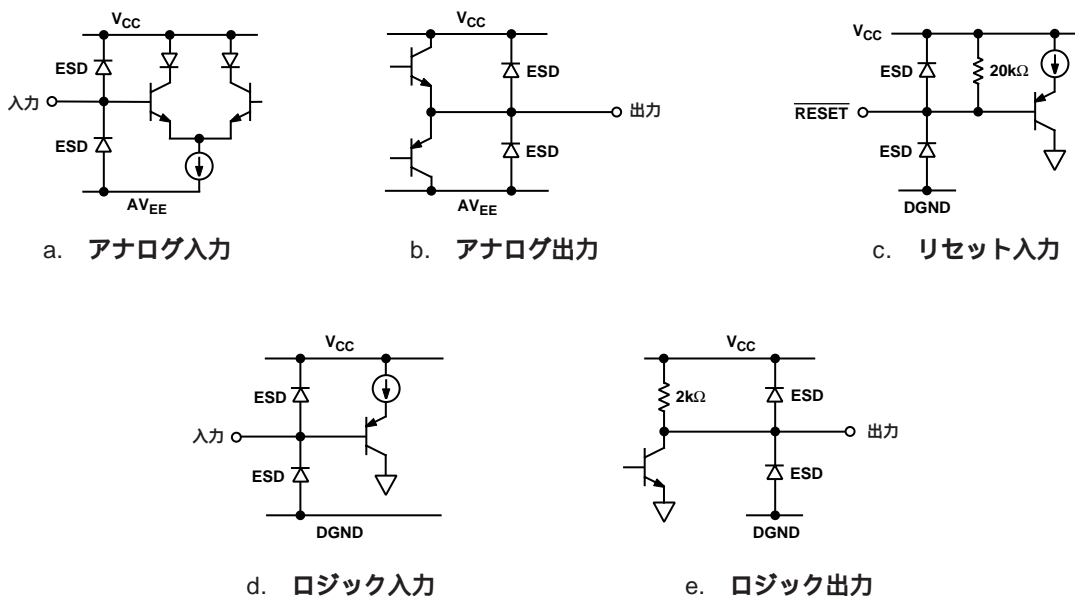 VCC
ESD
入力
ESD
AVEE
a. アナログ入力
VCC
ESD
出力
ESD
AVEE
b. アナログ出力
VCC
ESD
20kΩ
RESET
ESD
DGND
c. リセット入力
VCC
ESD
入力
ESD
DGND
d. ロジック入力
VCC
2kΩ
ESD
出力
ESD
DGND
e. ロジック出力